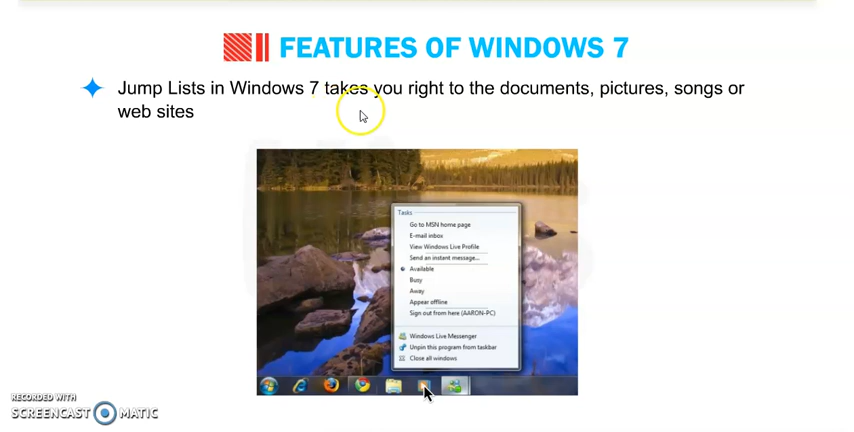 FEATURES OF WINDOWS 7
Jump Lists in Windows 7 takes you right to the documents, pictures, songs or
web sites
Tasks
Go to MSN home page
E-mail inbox
View Windows Live Profile
Send an instant message...
Available
Busy
Away
Appear offline
Sign out from here (AARON-PC)
Windows Live Messenger
Unpin this program from taskbar
Close all windows
RECORDED WITH
SCREENCAST MATIC